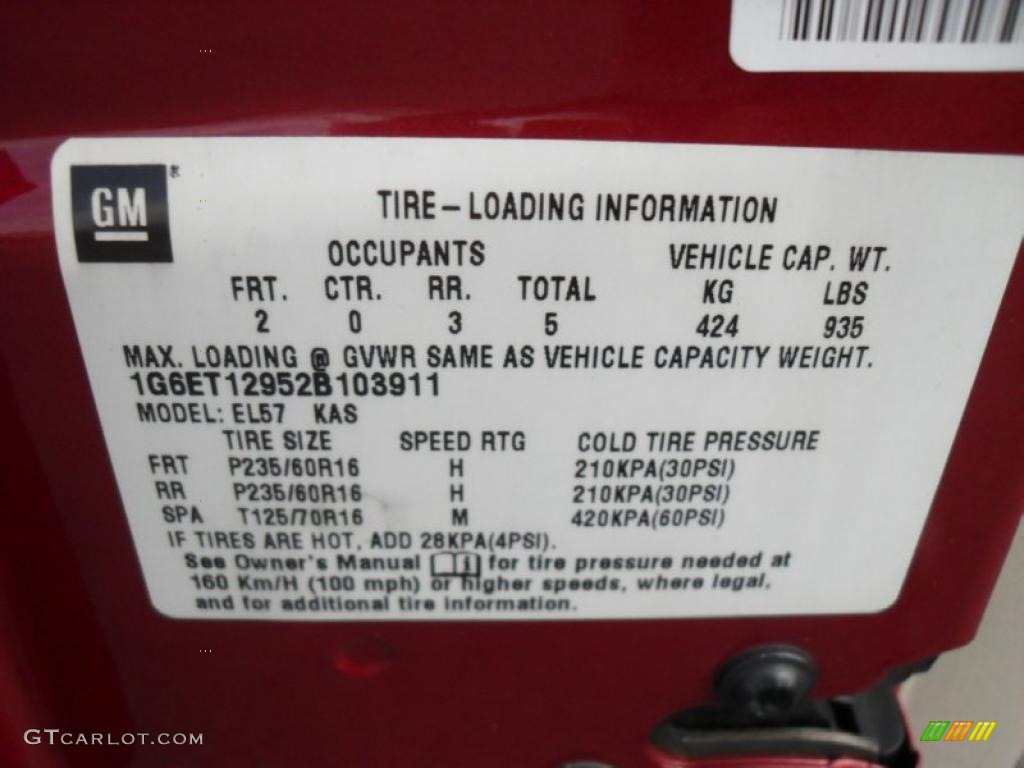 GM
TIRE-LOADING INFORMATION
OCCUPANTS VEHICLE CAP. WT.
FRT. CTR. RR. TOTAL KG LBS
2 0 3 5 424 935
MAX. LOADING @ GVWR SAME AS VEHICLE CAPACITY WEIGHT.
1G6ET12952B103911
MODEL: EL57 KAS
TIRE SIZE SPEED RTG COLD TIRE PRESSURE
FRT P235/60R16 H 210KPA(30PSI)
RR P235/60R16 H 210KPA(30PSI)
SPA T125/70R16 M 420KPA(60PSI)
IF TIRES ARE HOT, ADD 28KPA(4PSI).
See Owner's Manual for tire pressure needed at
160 Km/H (100 mph) or higher speeds, where legal,
and for additional tire information.
GTCARLOT.COM